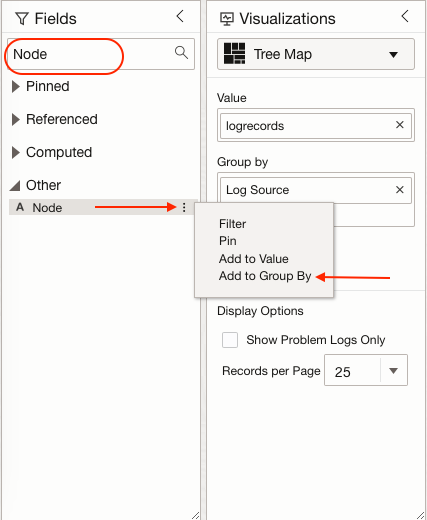 Fields
Node
Pinned
Referenced
Computed
Other
A Node
Visualizations
Tree Map
Value
logrecords
Group by
Log Source
Filter
Pin
Add to Value
Add to Group By
Display Options
Show Problem Logs Only
Records per Page 25